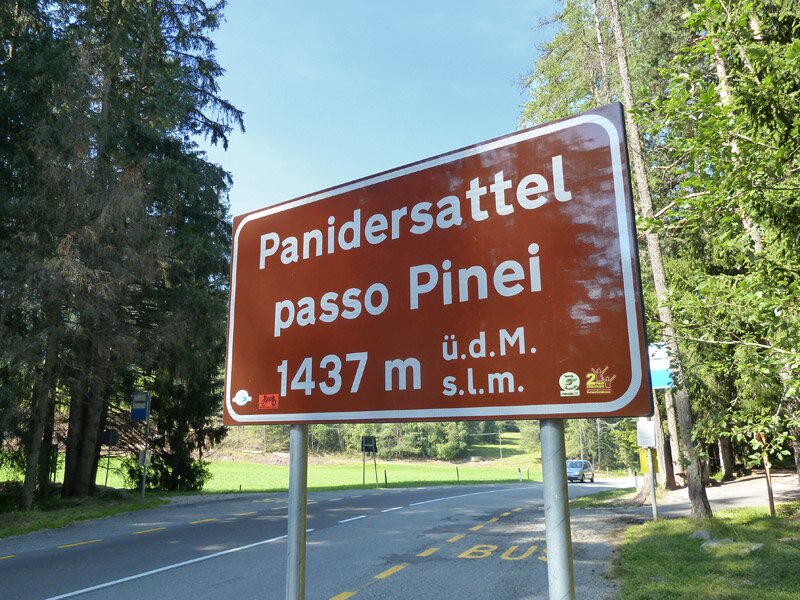 Panidersattel
passo Pinei
1437 m ü.d.M.
s.l.m.
BUS